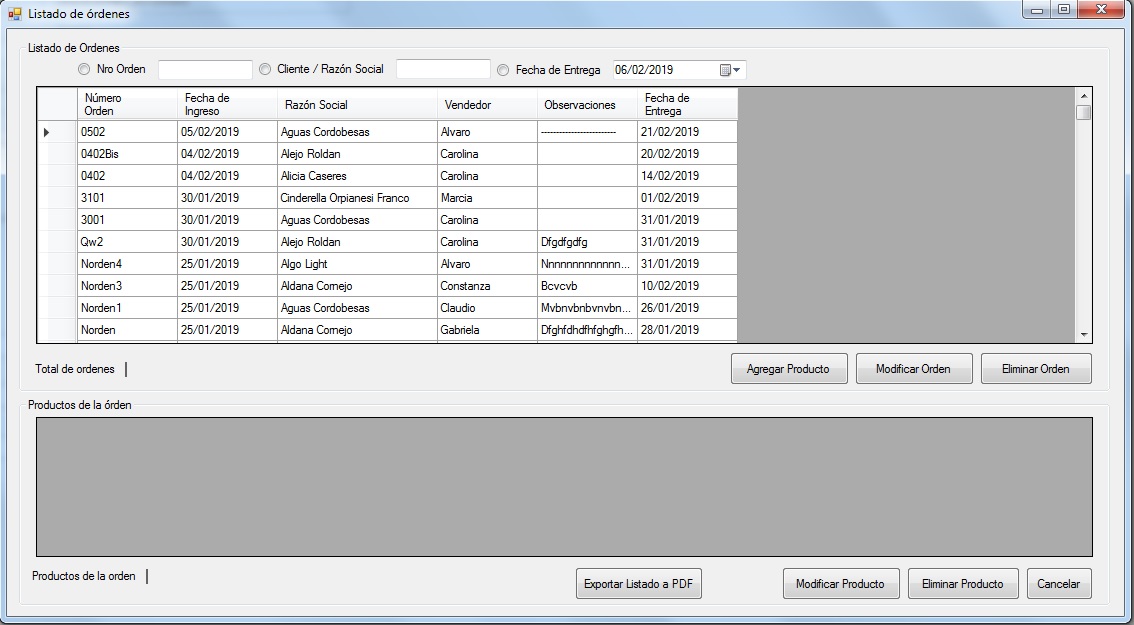 Listado de órdenes
Listado de Ordenes
Nro Orden Cliente / Razón Social Fecha de Entrega 06/02/2019
Número Orden Fecha de Ingreso Razón Social Vendedor Observaciones Fecha de Entrega
0502 05/02/2019 Aguas Cordobesas Alvaro ------------------------- 21/02/2019
0402Bis 04/02/2019 Alejo Roldan Carolina 20/02/2019
0402 04/02/2019 Alicia Caseres Carolina 14/02/2019
3101 30/01/2019 Cinderella Orpianesi Franco Marcia 01/02/2019
3001 30/01/2019 Aguas Cordobesas Carolina 31/01/2019
Qw2 30/01/2019 Alejo Roldan Carolina Dfgdfgdfg 31/01/2019
Norden4 25/01/2019 Algo Light Alvaro Nnnnnnnnnnnnn... 31/01/2019
Norden3 25/01/2019 Aldana Cornejo Constanza Bcvcvb 10/02/2019
Norden1 25/01/2019 Aguas Cordobesas Claudio Mvbnvbnbvnvbn... 26/01/2019
Norden 25/01/2019 Aldana Cornejo Gabriela Dfghfdhdfhfghgfh... 28/01/2019
Total de ordenes |
Agregar Producto Modificar Orden Eliminar Orden
Productos de la órden
Productos de la orden |
Exportar Listado a PDF Modificar Producto Eliminar Producto Cancelar